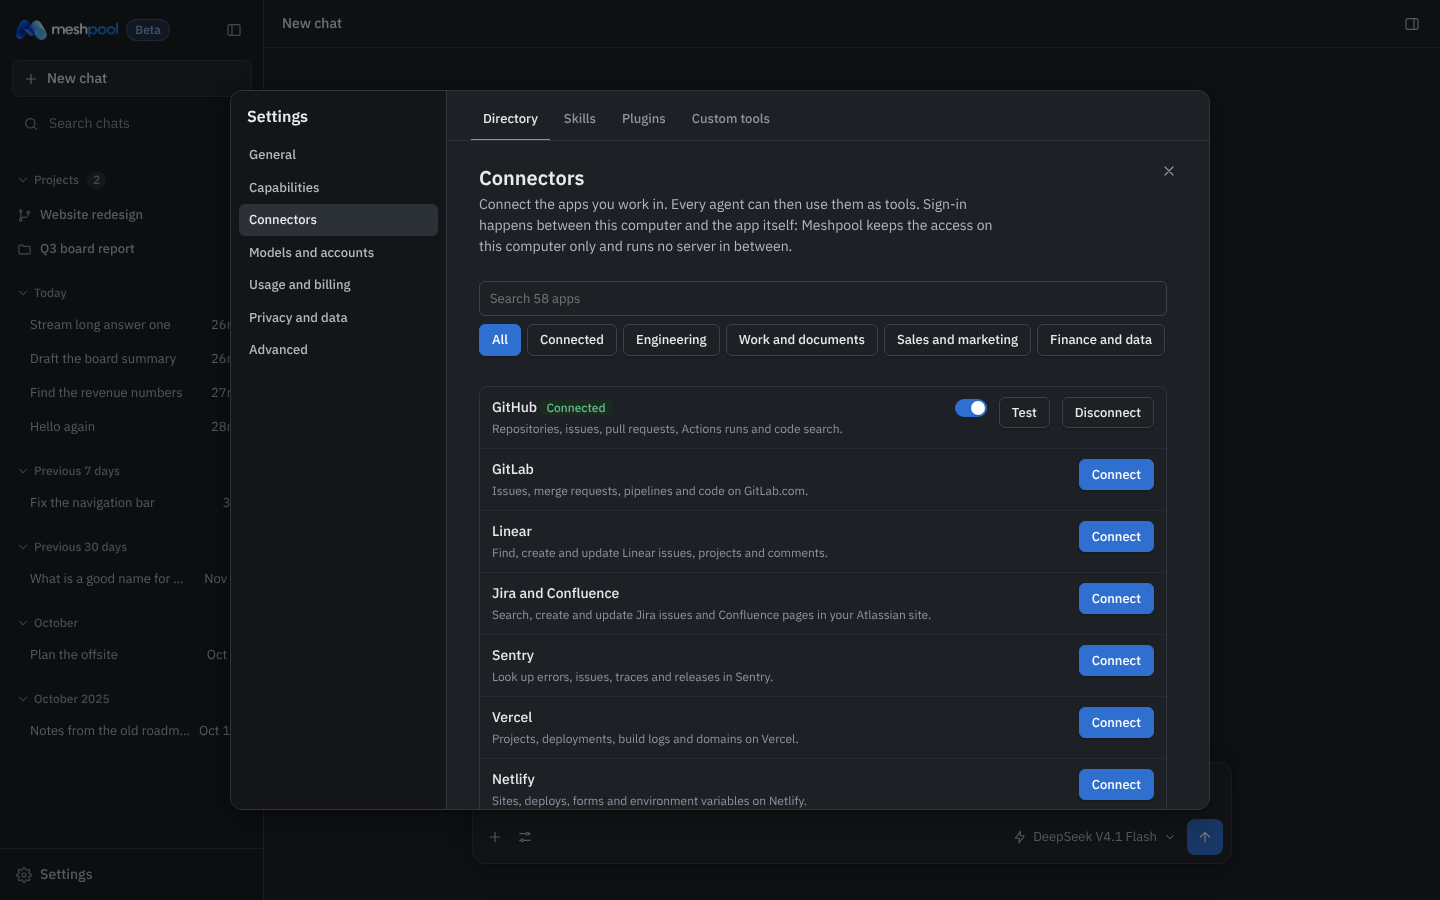 meshpool Beta
New chat
Search chats
Projects 2
Website redesign
Q3 board report
Today
Stream long answer one
Draft the board summary
Find the revenue numbers
Hello again
Previous 7 days
Fix the navigation bar
Previous 30 days
What is a good name for ... Nov
October
Plan the offsite Oct
October 2025
Notes from the old roadm... Oct 1
Settings
New chat
Settings
General
Capabilities
Connectors
Models and accounts
Usage and billing
Privacy and data
Advanced
Directory Skills Plugins Custom tools
Connectors
Connect the apps you work in. Every agent can then use them as tools. Sign-in
happens between this computer and the app itself: Meshpool keeps the access on
this computer only and runs no server in between.
Search 58 apps
All Connected Engineering Work and documents Sales and marketing Finance and data
GitHub Connected Test Disconnect
Repositories, issues, pull requests, Actions runs and code search.
GitLab Connect
Issues, merge requests, pipelines and code on GitLab.com.
Linear Connect
Find, create and update Linear issues, projects and comments.
Jira and Confluence Connect
Search, create and update Jira issues and Confluence pages in your Atlassian site.
Sentry Connect
Look up errors, issues, traces and releases in Sentry.
Vercel Connect
Projects, deployments, build logs and domains on Vercel.
Netlify Connect
Sites, deploys, forms and environment variables on Netlify.
DeepSeek V4.1 Flash